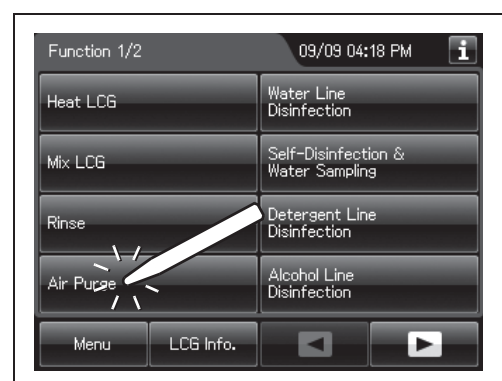 Function 1/2
09/09 04:18 PM
i
Heat LCG
Water Line
Disinfection
Mix LCG
Self-Disinfection &
Water Sampling
Rinse
Detergent Line
Disinfection
Air Purge
Alcohol Line
Disinfection
Menu
LCG Info.